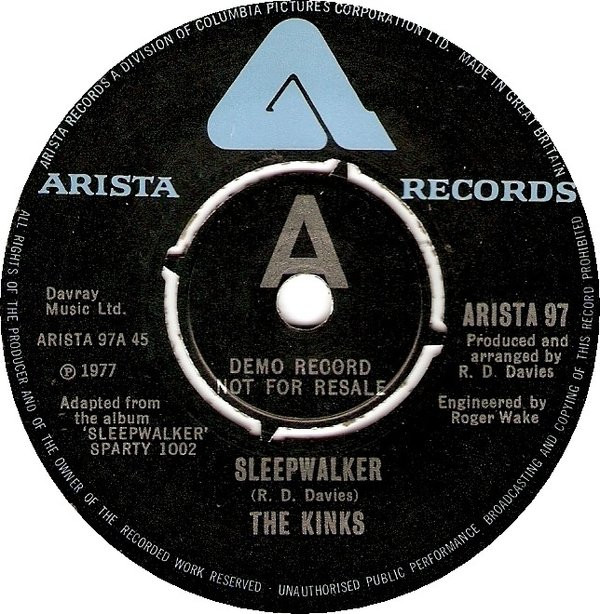 ARISTA RECORDS A DIVISION OF COLUMBIA PICTURES CORPORATION LTD. MADE IN GREAT BRITAIN
ARISTA RECORDS
A
Davray
Music Ltd.
ARISTA 97A 45
℗ 1977
Adapted from
the album
'SLEEPWALKER'
SPARTY 1002
ARISTA 97
Produced and
arranged by
R. D. Davies
Engineered by
Roger Wake
DEMO RECORD
NOT FOR RESALE
SLEEPWALKER
(R. D. Davies)
THE KINKS
ALL RIGHTS OF THE PRODUCER AND OF THE OWNER OF THE RECORDED WORK RESERVED - UNAUTHORISED PUBLIC PERFORMANCE BROADCASTING AND COPYING OF THIS RECORD PROHIBITED